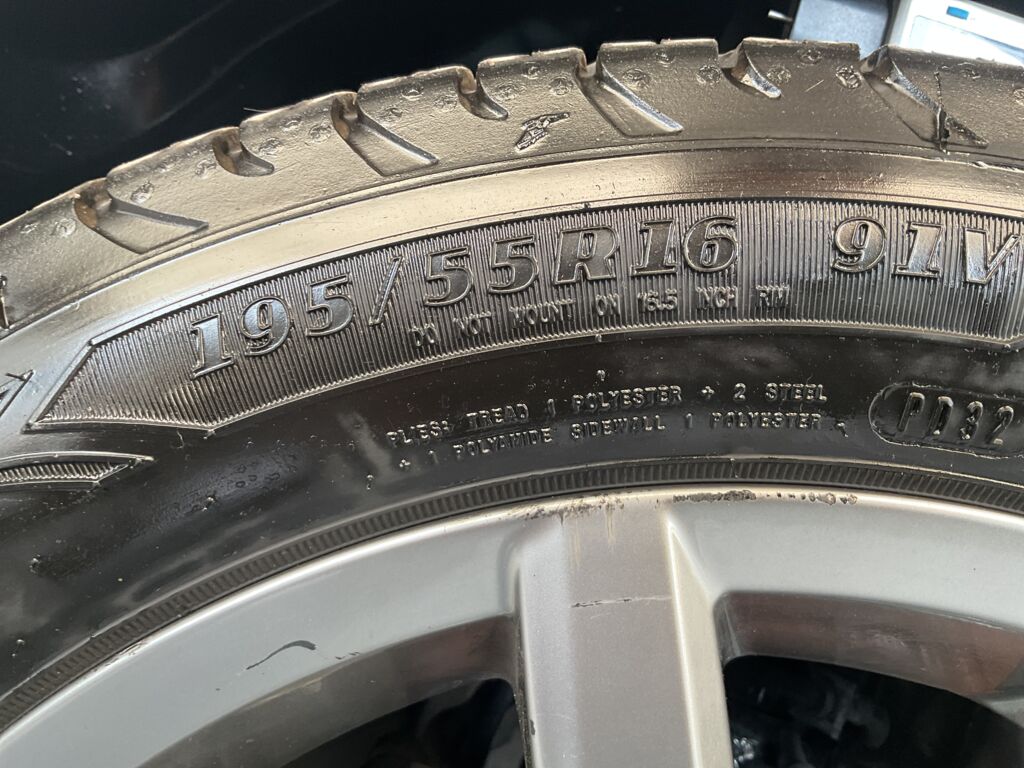 195/55R16 91V
DO NOT MOUNT ON 16.5 INCH RIM
PLIES: TREAD 1 POLYESTER + 2 STEEL
+ 1 POLYAMIDE SIDEWALL 1 POLYESTER
PD32